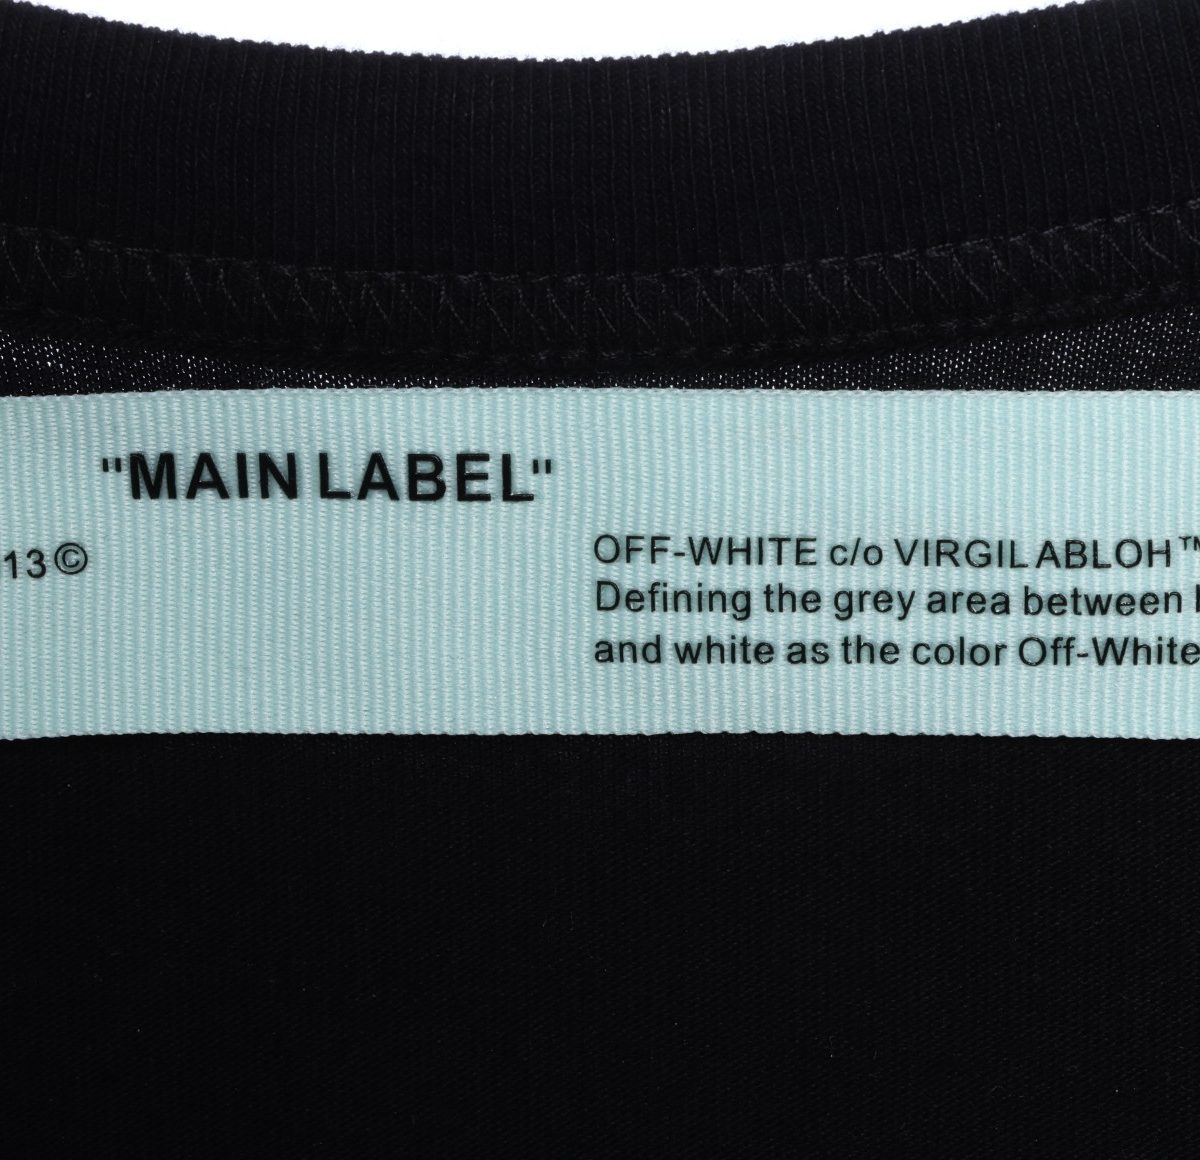 "MAIN LABEL"
13©
OFF-WHITE c/o VIRGIL ABLOH™
Defining the grey area between
and white as the color Off-White